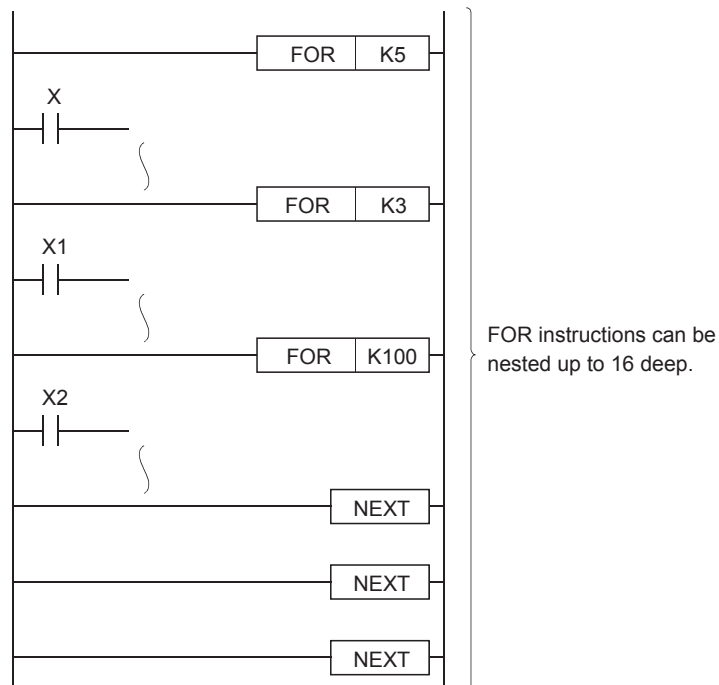 FOR K5
X
FOR K3
X1
FOR K100
X2
NEXT
NEXT
NEXT
FOR instructions can be
nested up to 16 deep.